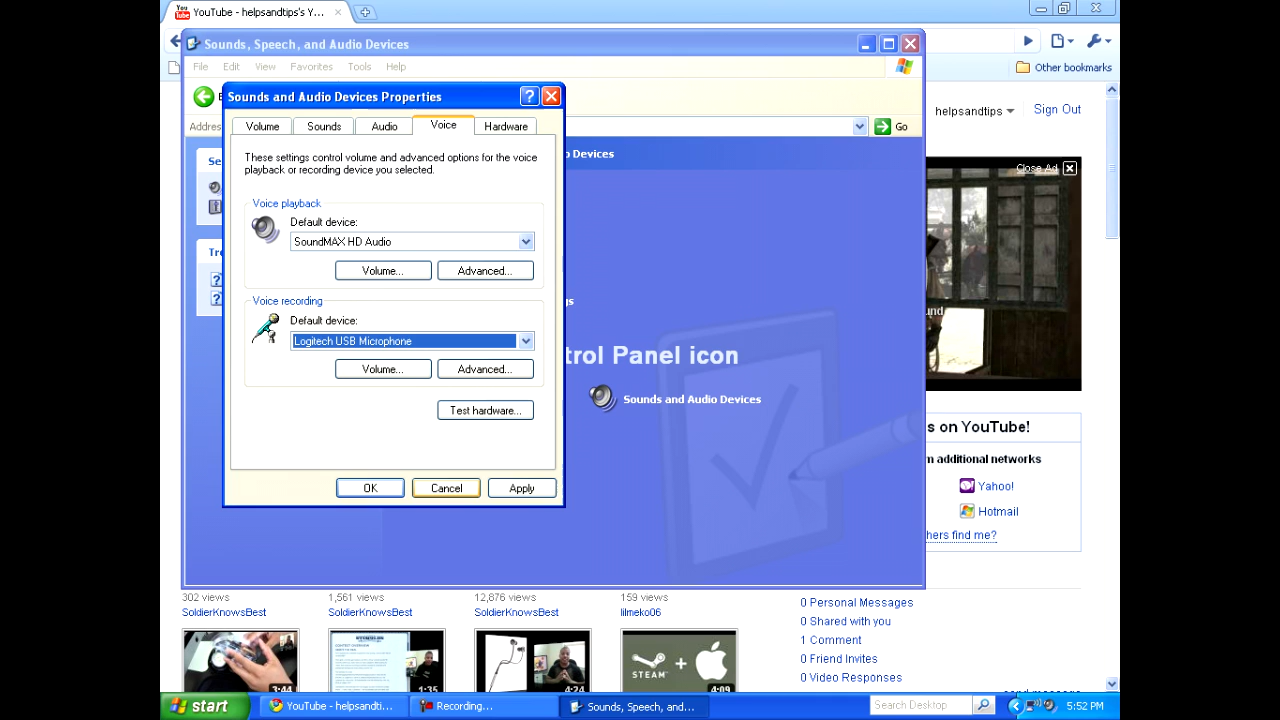 YouTube - helpsandtips's Y...
Sounds, Speech, and Audio Devices
File Edit View Favorites Tools Help
Other bookmarks
Sounds and Audio Devices Properties
Addres
Go
helpsandtips
Sign Out
Volume Sounds Audio Voice Hardware
These settings control volume and advanced options for the voice
playback or recording device you selected.
o Devices
Close Ad
Voice playback
Default device:
SoundMAX HD Audio
Volume... Advanced...
Voice recording
Default device:
Logitech USB Microphone
Volume... Advanced...
Test hardware...
OK Cancel Apply
Se
Tre
gs
trol Panel icon
Sounds and Audio Devices
ound
s on YouTube!
m additional networks
Yahoo!
Hotmail
hers find me?
302 views 1,561 views 12,876 views 159 views
SoldierKnowsBest SoldierKnowsBest SoldierKnowsBest lilmeko06
3:44 1:35 4:24 4:09
STEAM
0 Personal Messages
0 Shared with you
1 Comment
0 Friend Invites
0 Video Responses
send message
start
YouTube - helpsandti...
Recording...
Sounds, Speech, and...
Search Desktop
5:52 PM